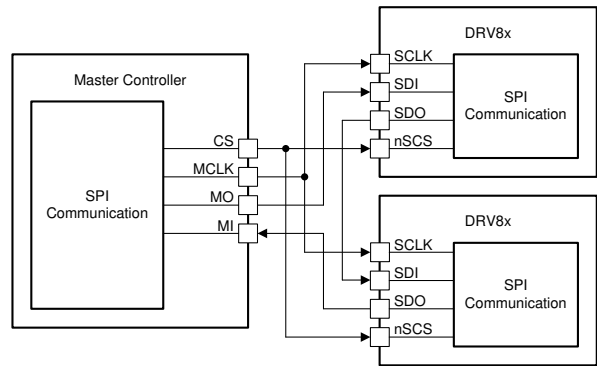 Master Controller
SPI
Communication
CS
MCLK
MO
MI
DRV8x
SCLK
SDI
SDO
nSCS
SPI
Communication
DRV8x
SCLK
SDI
SDO
nSCS
SPI
Communication